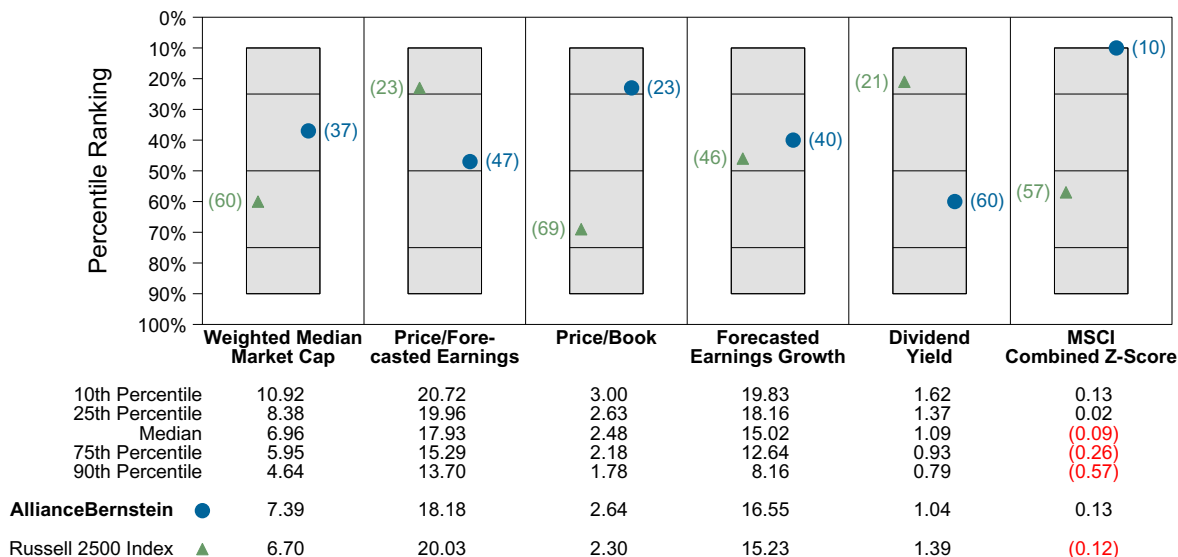 Percentile Ranking
0%
10%
20%
30%
40%
50%
60%
70%
80%
90%
100%
(37)
(60)
(23)
(47)
(23)
(69)
(40)
(46)
(21)
(60)
(10)
(57)
Weighted Median
Market Cap
Price/Fore-
casted Earnings
Price/Book
Forecasted
Earnings Growth
Dividend
Yield
MSCI
Combined Z-Score
10th Percentile 10.92 20.72 3.00 19.83 1.62 0.13
25th Percentile 8.38 19.96 2.63 18.16 1.37 0.02
Median 6.96 17.93 2.48 15.02 1.09 (0.09)
75th Percentile 5.95 15.29 2.18 12.64 0.93 (0.26)
90th Percentile 4.64 13.70 1.78 8.16 0.79 (0.57)
AllianceBernstein 7.39 18.18 2.64 16.55 1.04 0.13
Russell 2500 Index 6.70 20.03 2.30 15.23 1.39 (0.12)